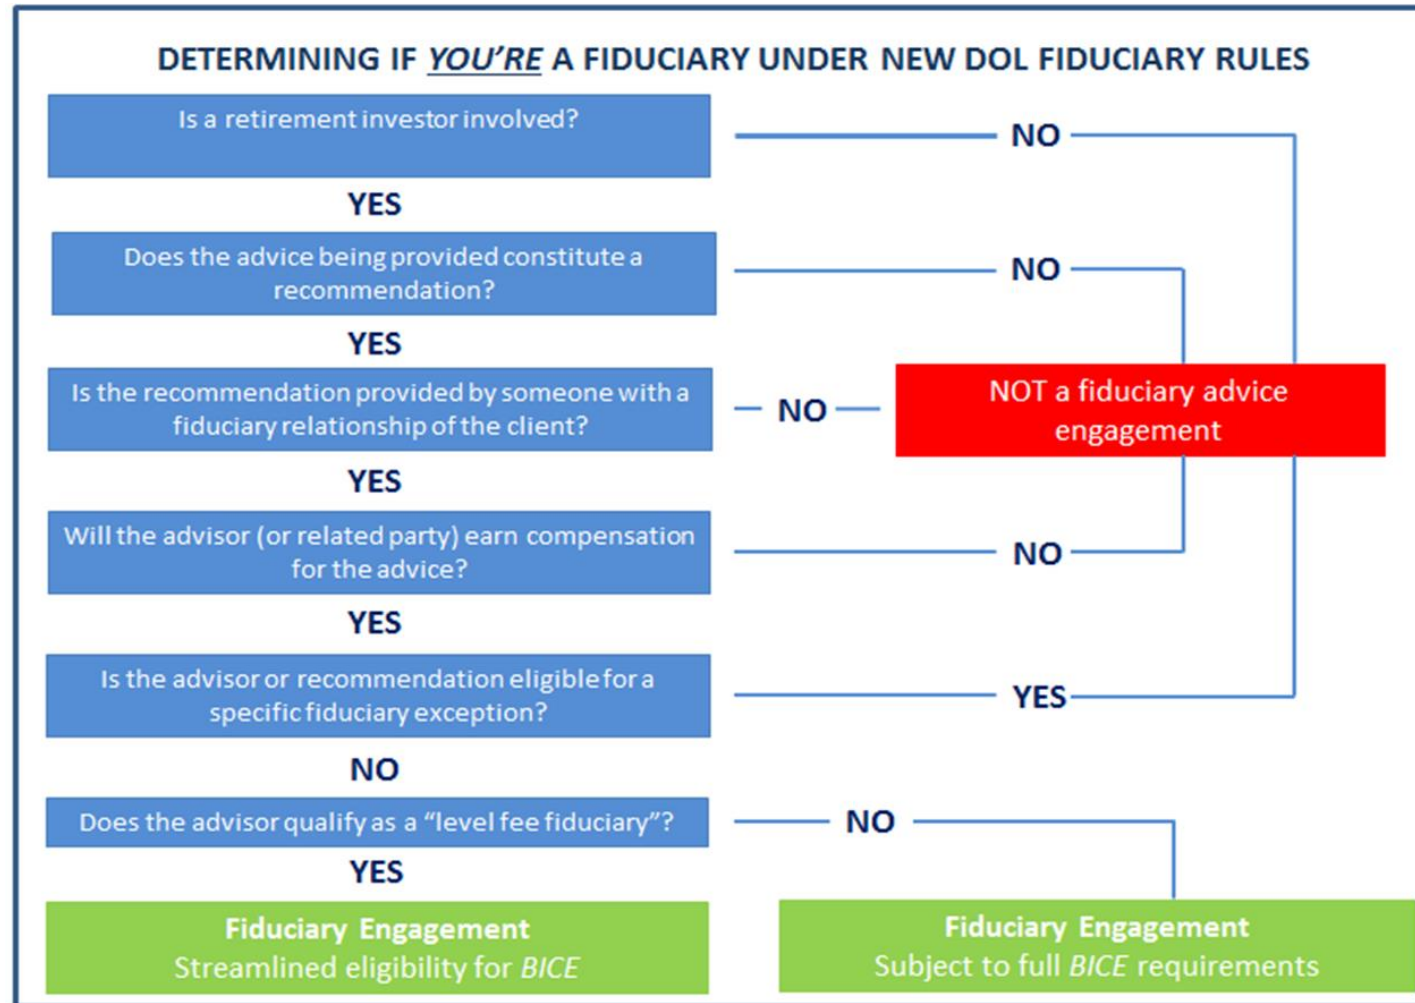 DETERMINING IF YOU'RE A FIDUCIARY UNDER NEW DOL FIDUCIARY RULES
Is a retirement investor involved?
NO
YES
Does the advice being provided constitute a
recommendation?
NO
YES
Is the recommendation provided by someone with a
fiduciary relationship of the client?
NO
NOT a fiduciary advice
engagement
YES
Will the advisor (or related party) earn compensation
for the advice?
NO
YES
Is the advisor or recommendation eligible for a
specific fiduciary exception?
YES
NO
Does the advisor qualify as a “level fee fiduciary”?
NO
YES
Fiduciary Engagement
Streamlined eligibility for BICE
Fiduciary Engagement
Subject to full BICE requirements